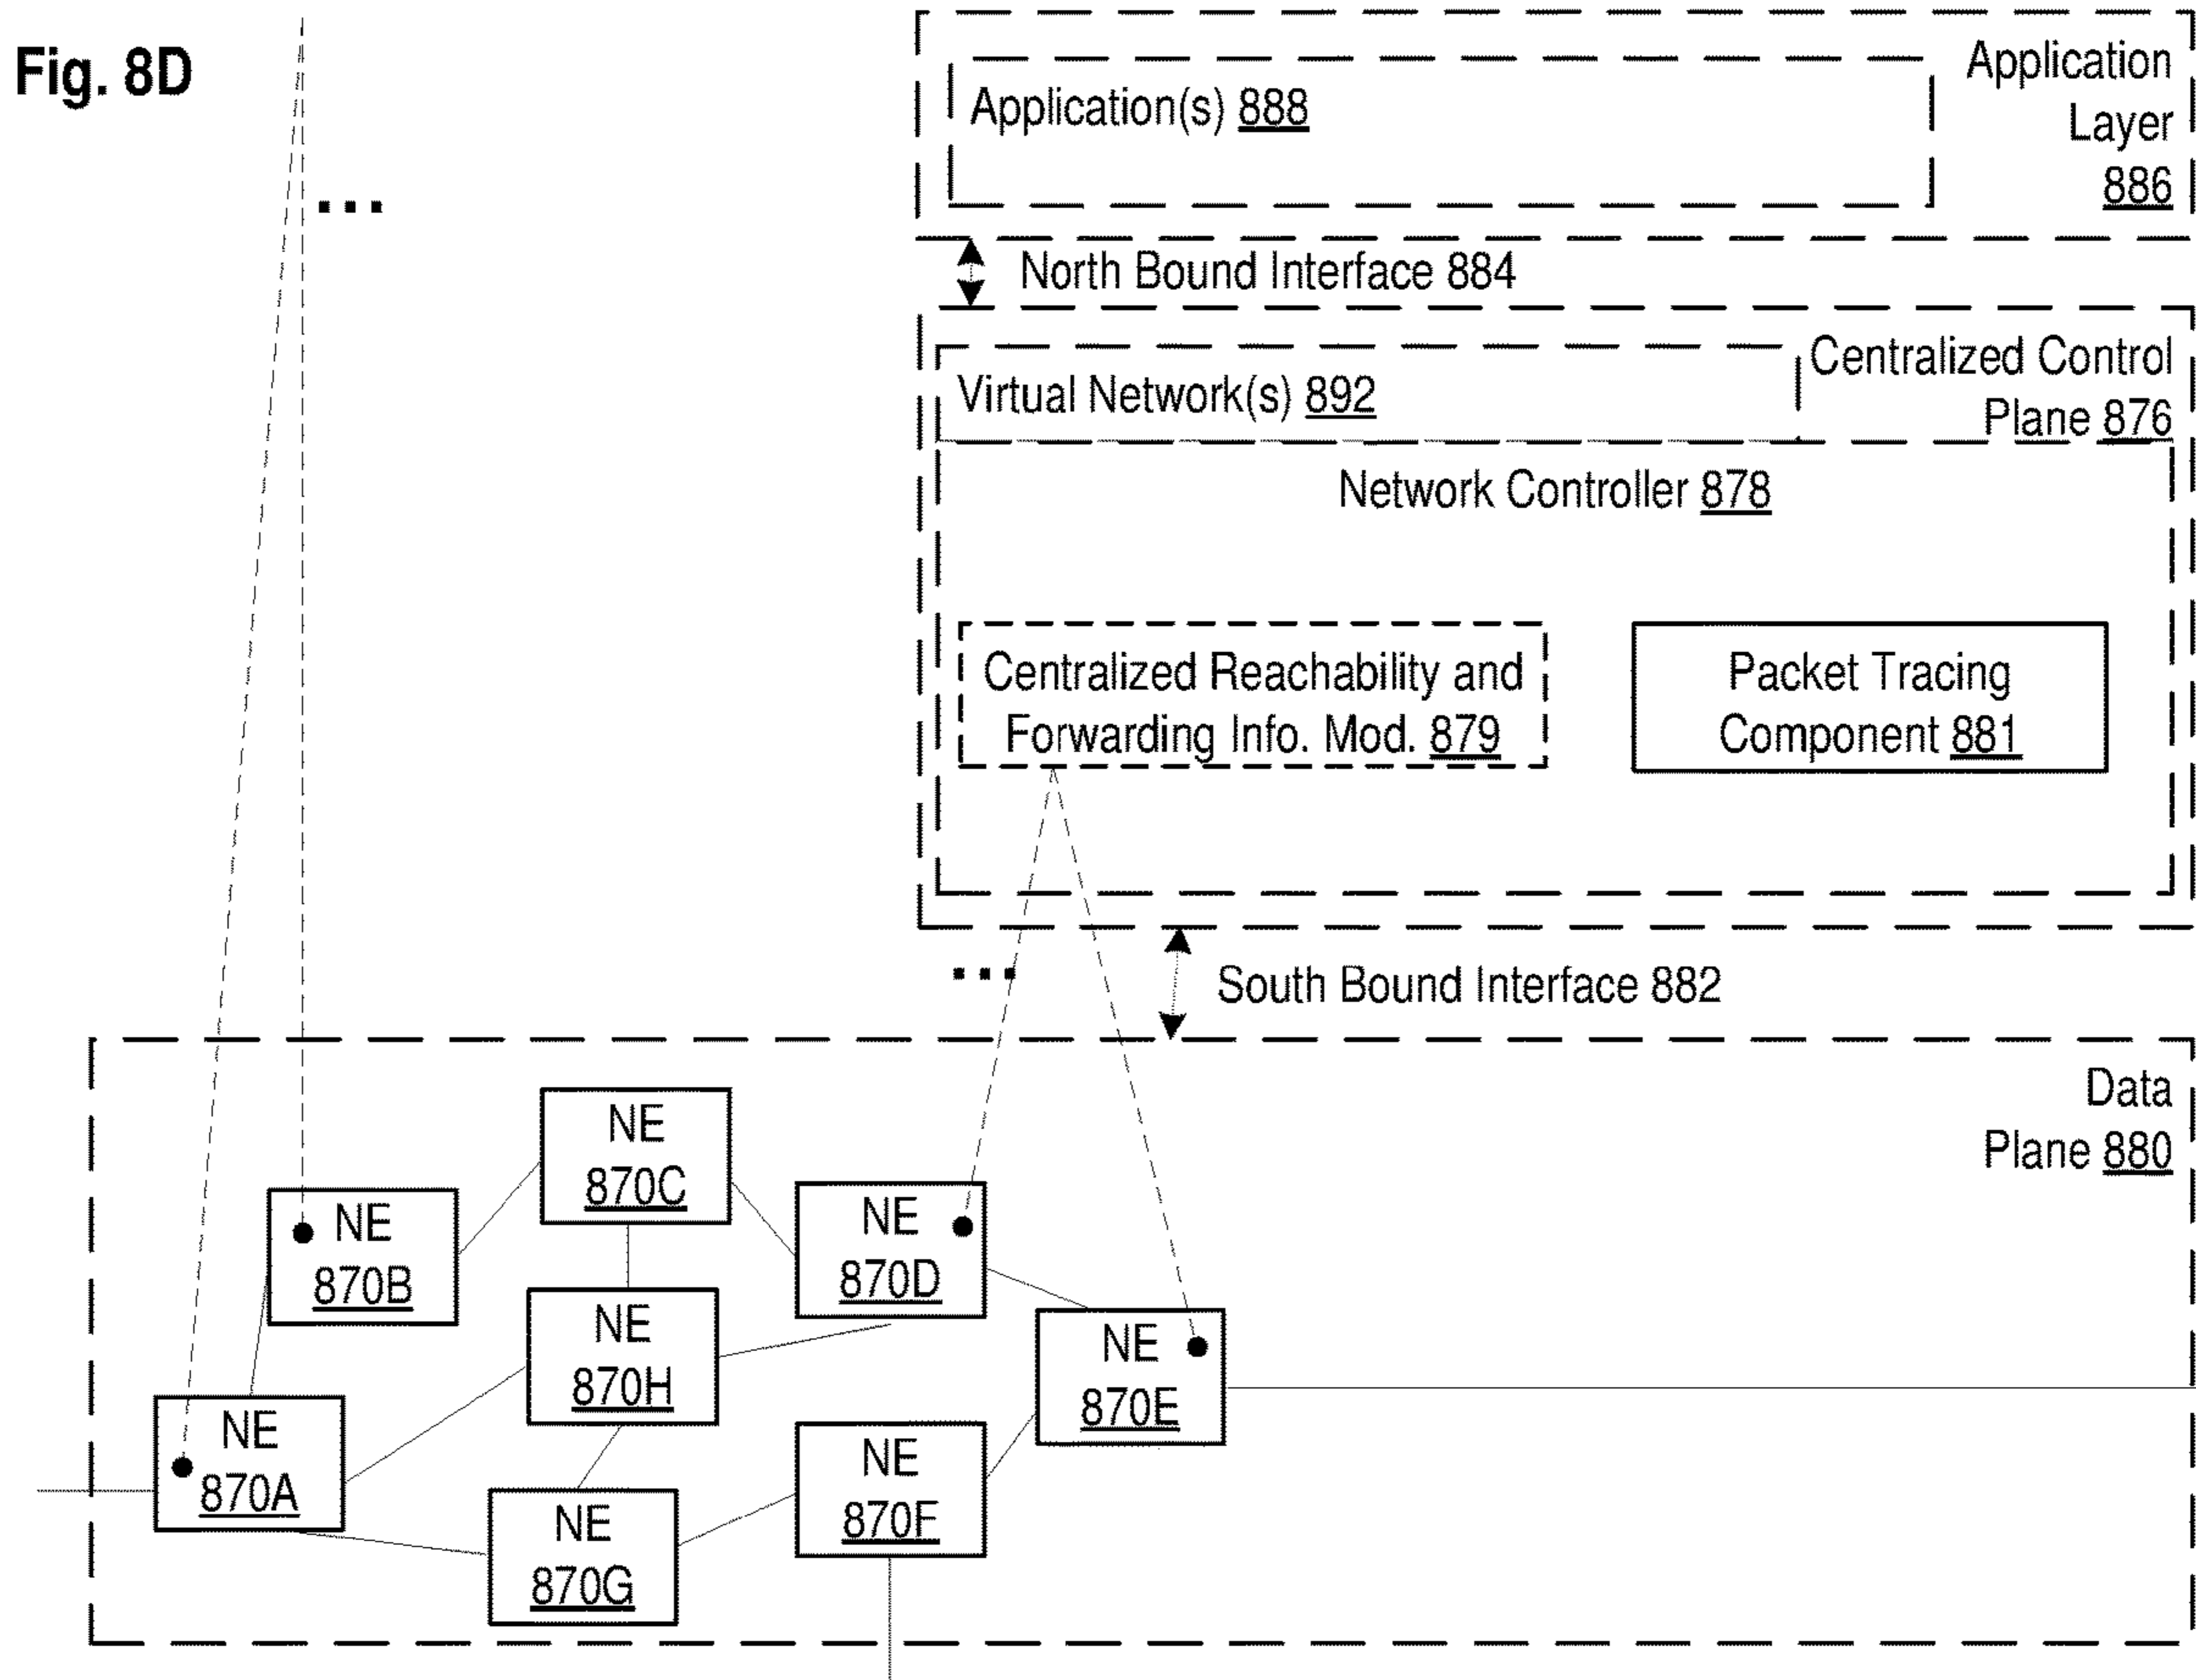 Fig. 8D
Application
Layer
886
Application(s) 888
North Bound Interface 884
Centralized Control
Plane 876
Virtual Network(s) 892
Network Controller 878
Centralized Reachability and
Forwarding Info. Mod. 879
Packet Tracing
Component 881
South Bound Interface 882
Data
Plane 880
NE
870C
NE
870B
NE
870D
NE
870H
NE
870E
NE
870A
NE
870F
NE
870G